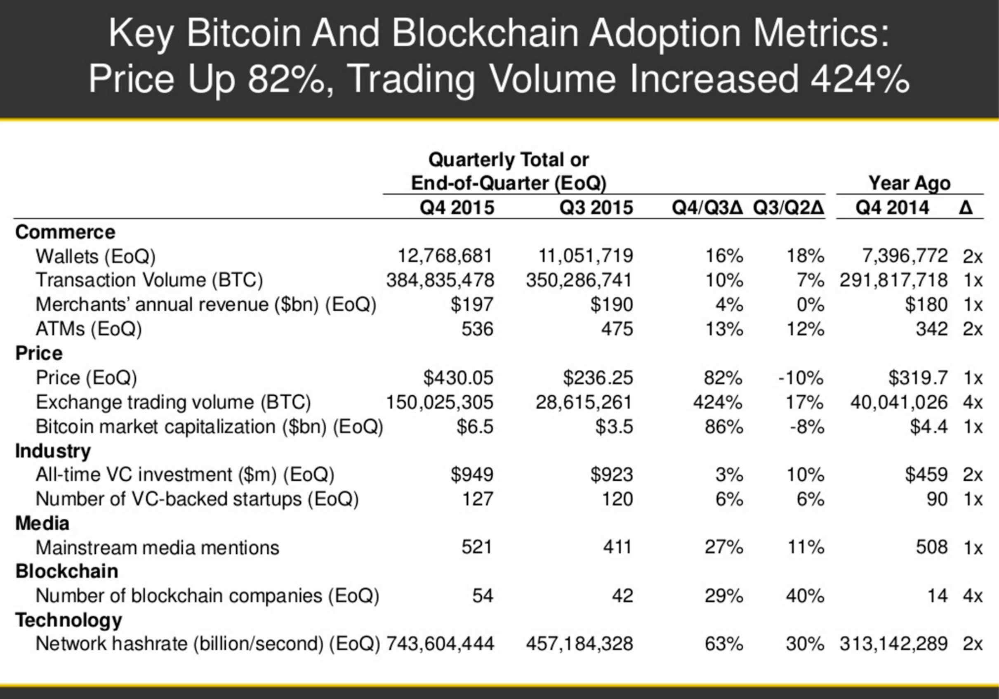 Key Bitcoin And Blockchain Adoption Metrics:
Price Up 82%, Trading Volume Increased 424%
Quarterly Total or
End-of-Quarter (EoQ) Year Ago
Q4 2015 Q3 2015 Q4/Q3Δ Q3/Q2Δ Q4 2014 Δ
Commerce
Wallets (EoQ) 12,768,681 11,051,719 16% 18% 7,396,772 2x
Transaction Volume (BTC) 384,835,478 350,286,741 10% 7% 291,817,718 1x
Merchants’ annual revenue ($bn) (EoQ) $197 $190 4% 0% $180 1x
ATMs (EoQ) 536 475 13% 12% 342 2x
Price
Price (EoQ) $430.05 $236.25 82% -10% $319.7 1x
Exchange trading volume (BTC) 150,025,305 28,615,261 424% 17% 40,041,026 4x
Bitcoin market capitalization ($bn) (EoQ) $6.5 $3.5 86% -8% $4.4 1x
Industry
All-time VC investment ($m) (EoQ) $949 $923 3% 10% $459 2x
Number of VC-backed startups (EoQ) 127 120 6% 6% 90 1x
Media
Mainstream media mentions 521 411 27% 11% 508 1x
Blockchain
Number of blockchain companies (EoQ) 54 42 29% 40% 14 4x
Technology
Network hashrate (billion/second) (EoQ) 743,604,444 457,184,328 63% 30% 313,142,289 2x